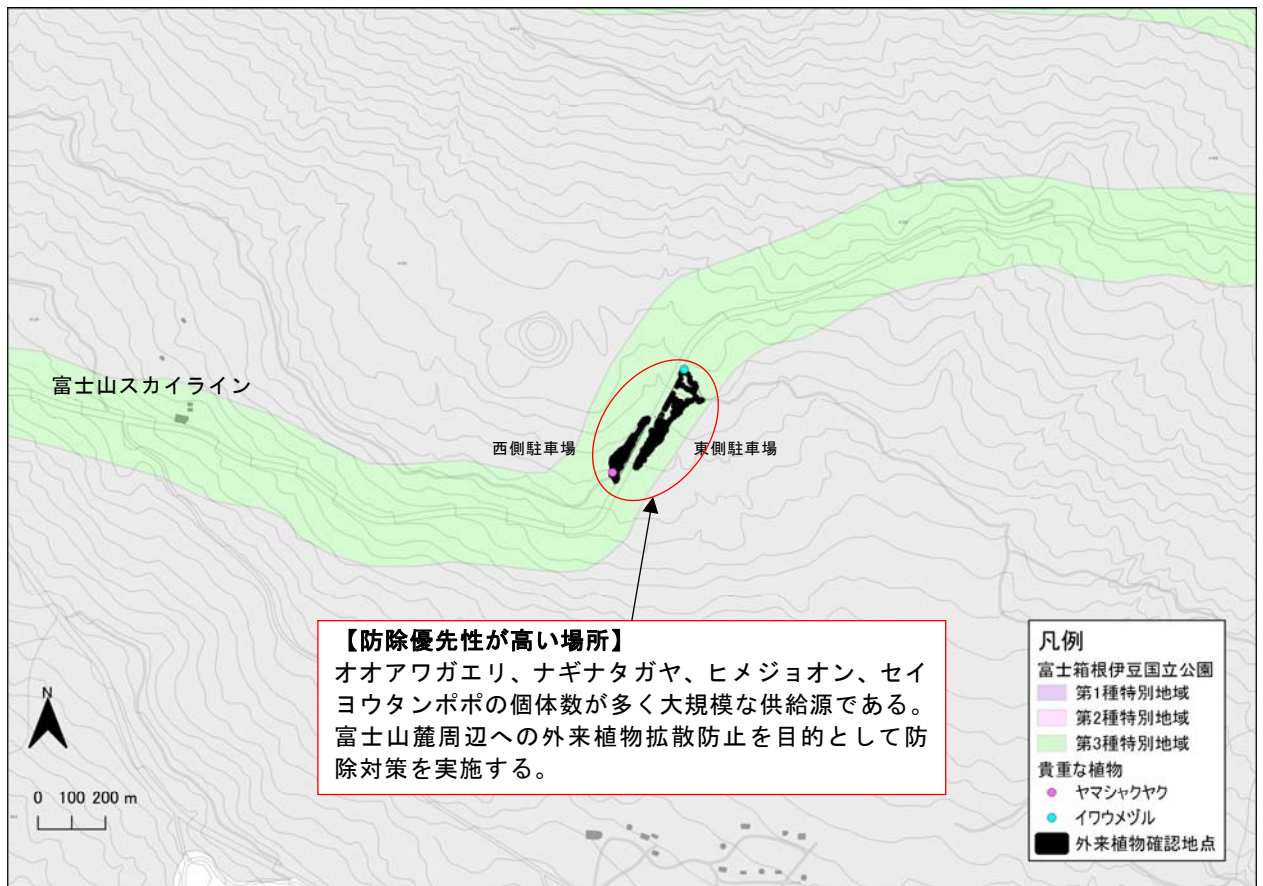 富士山スカイライン
西側駐車場
東側駐車場
【防除優先性が高い場所】
オオアワガエリ、ナギナタガヤ、ヒメジョオン、セイ
ヨウタンポポの個体数が多く大規模な供給源である。
富士山麓周辺への外来植物拡散防止を目的として防
除対策を実施する。
N
0 100 200 m
凡例
富士箱根伊豆国立公園
第1種特別地域
第2種特別地域
第3種特別地域
貴重な植物
ヤマシャクヤク
イワウメヅル
外来植物確認地点